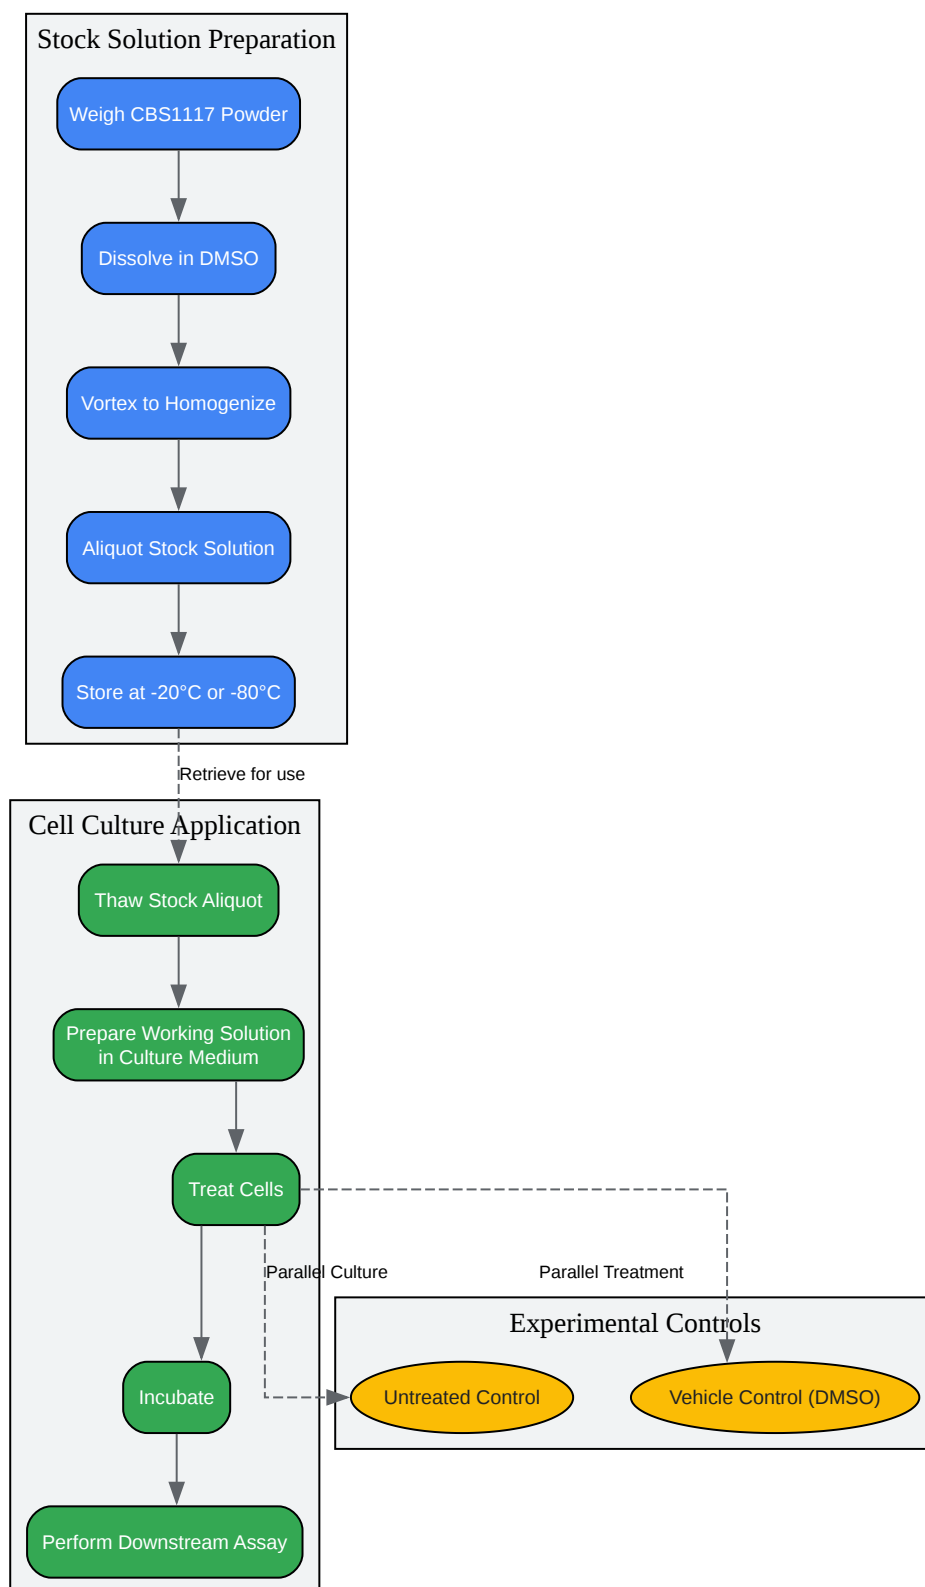 Stock Solution Preparation
Weigh CBS1117 Powder
Dissolve in DMSO
Vortex to Homogenize
Aliquot Stock Solution
Store at -20°C or -80°C
Retrieve for use
Cell Culture Application
Thaw Stock Aliquot
Prepare Working Solution
in Culture Medium
Treat Cells
Parallel Culture
Parallel Treatment
Experimental Controls
Incubate
Untreated Control
Vehicle Control (DMSO)
Perform Downstream Assay